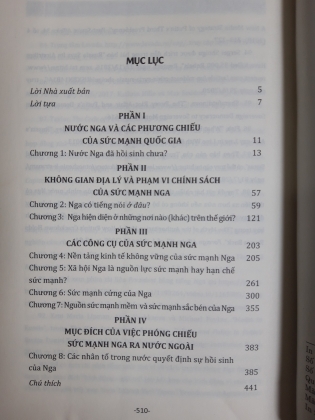 MỤC LỤC
Lời Nhà xuất bản 5
Lời tựa 7
PHẦN I
NƯỚC NGA VÀ CÁC PHƯƠNG CHIỀU
CỦA SỨC MẠNH QUỐC GIA 11
Chương 1: Nước Nga đã hồi sinh chưa? 13
PHẦN II
KHÔNG GIAN ĐỊA LÝ VÀ PHẠM VI CHÍNH SÁCH
CỦA SỨC MẠNH NGA 57
Chương 2: Nga có tiếng nói ở đâu? 59
Chương 3: Nga hiện diện ở những nơi nào (khác) trên thế giới? 121
PHẦN III
CÁC CÔNG CỤ CỦA SỨC MẠNH NGA 203
Chương 4: Nền tảng kinh tế không vững của sức mạnh Nga 205
Chương 5: Xã hội Nga là nguồn lực sức mạnh hay hạn chế
sức mạnh? 261
Chương 6: Sức mạnh cứng của Nga 300
Chương 7: Nguồn sức mạnh mềm và sức mạnh sắc bén của Nga 355
PHẦN IV
MỤC ĐÍCH CỦA VIỆC PHÓNG CHIẾU
SỨC MẠNH NGA RA NƯỚC NGOÀI 383
Chương 8: Các nhân tố trong nước quyết định sự hồi sinh
của Nga 385
Chú thích 441
-510-